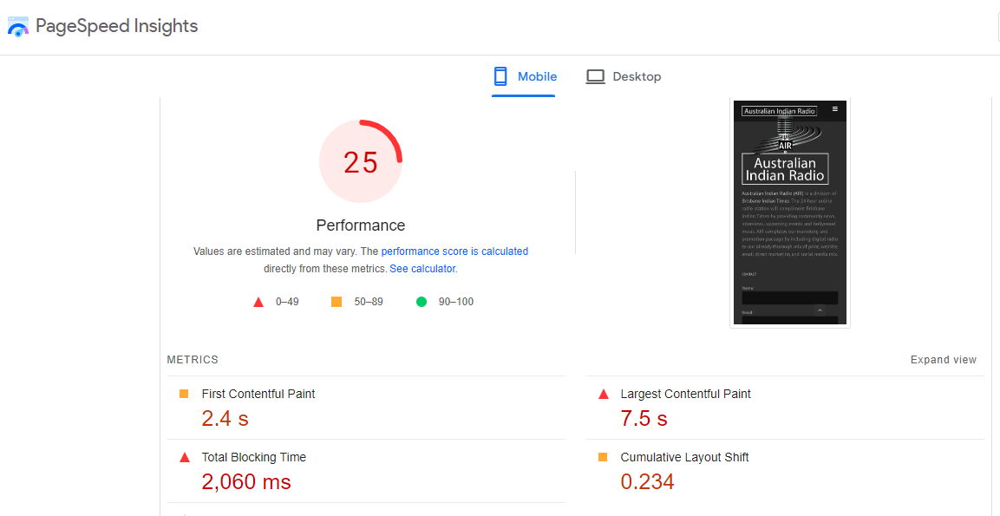 PageSpeed Insights
Mobile
Desktop
25
Performance
Values are estimated and may vary. The performance score is calculated
directly from these metrics. See calculator.
0–49
50–89
90–100
Australian Indian Radio
AIR
Australian
Indian Radio
Australian Indian Radio (AIR) is a division of
Brisbane Indian Times. The 24 hour online
radio station will compliment Brisbane
Indian Times by providing community news,
interviews, upcoming events and bollywood
music. AIR completes our marketing and
promotion package by including digital radio
to our already thorough mix of print, website,
email direct marketing and social media mix.
CONTACT
Name*
Email*
METRICS
Expand view
First Contentful Paint
2.4 s
Largest Contentful Paint
7.5 s
Total Blocking Time
2,060 ms
Cumulative Layout Shift
0.234